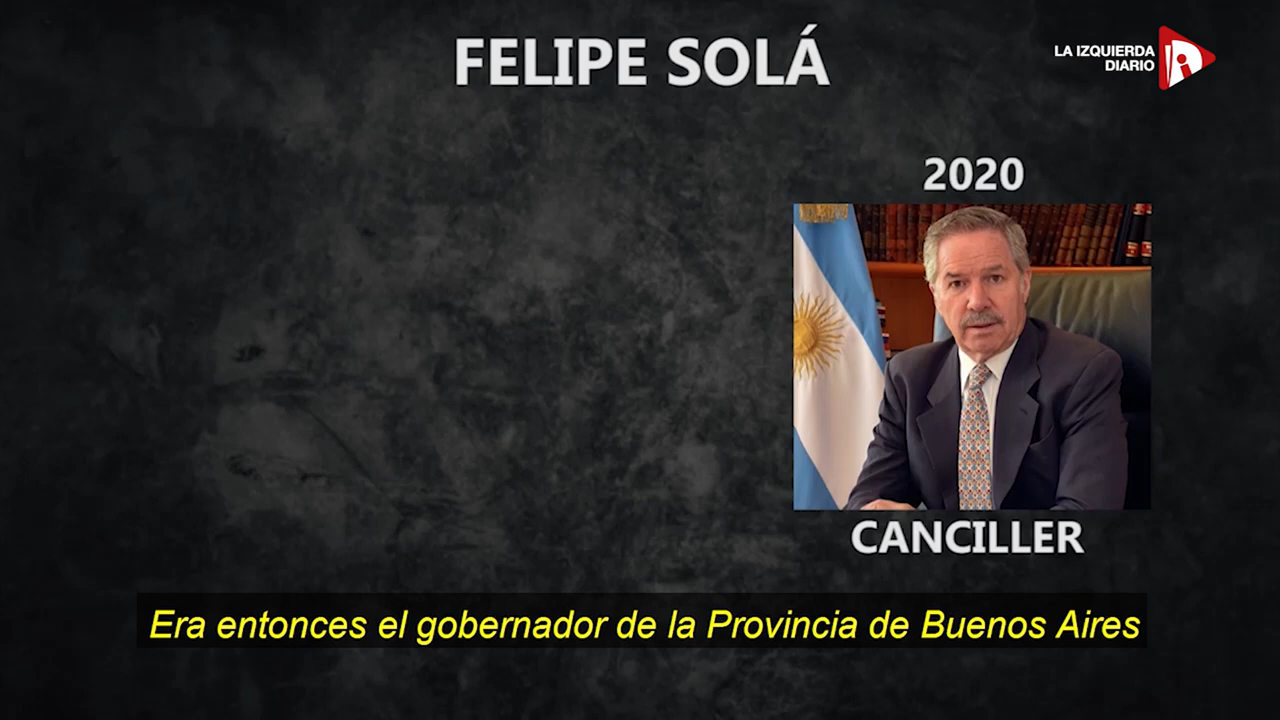 FELIPE SOLÁ
LA IZQUIERDA
DIARIO
2020
CANCILLER
Era entonces el gobernador de la Provincia de Buenos Aires